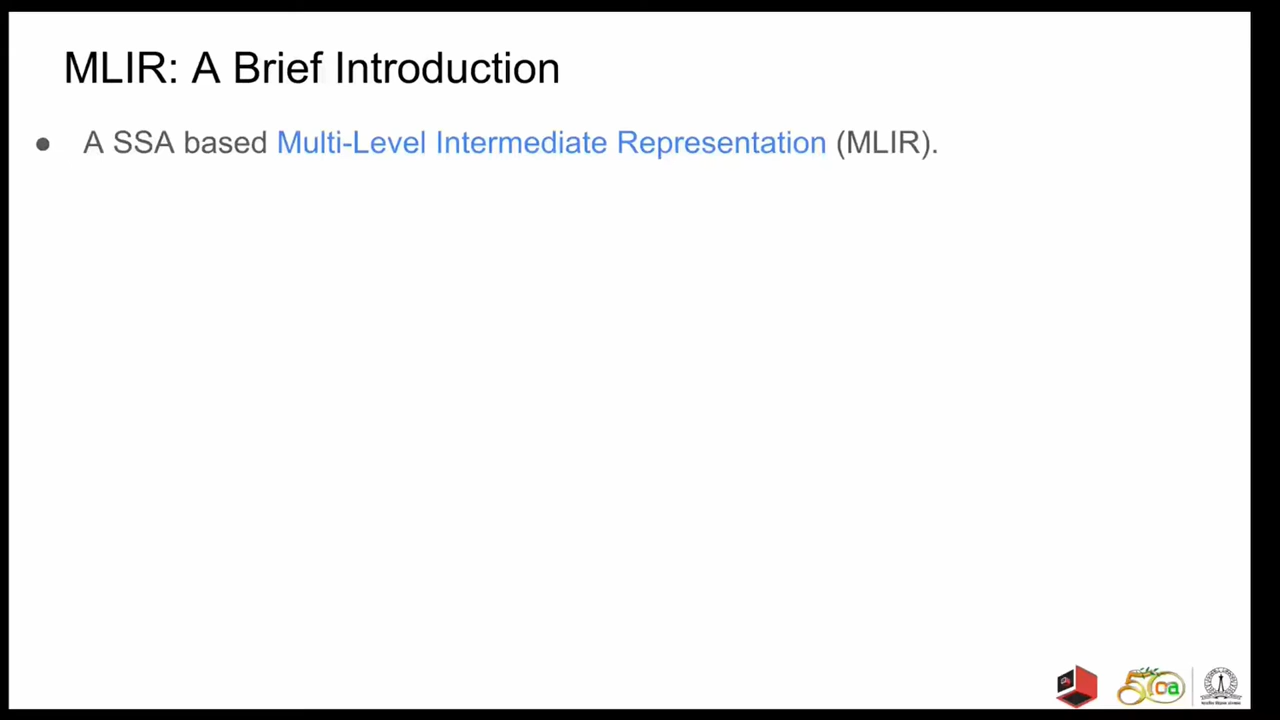 MLIR: A Brief Introduction
● A SSA based Multi-Level Intermediate Representation (MLIR).